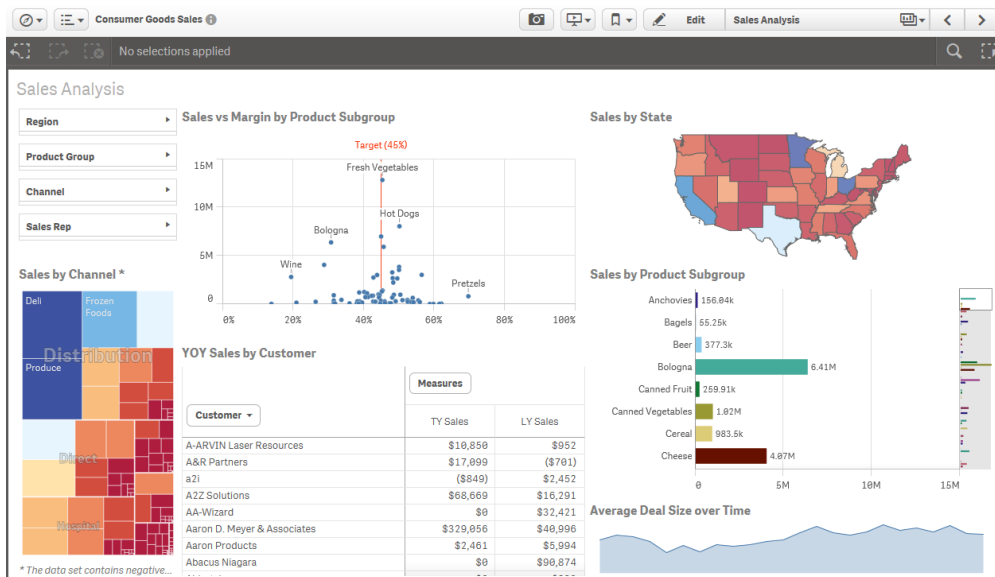 Consumer Goods Sales
Edit
Sales Analysis
No selections applied
Sales Analysis
Region
Product Group
Channel
Sales Rep
Sales by Channel *
Deli
Frozen
Foods
Distribution
Produce
Direct
Hospital
* The data set contains negative...
Sales vs Margin by Product Subgroup
Target (45%)
Fresh Vegetables
Hot Dogs
Bologna
Wine
Pretzels
15M
10M
5M
0
0% 20% 40% 60% 80% 100%
YOY Sales by Customer
Measures
Customer
TY Sales LY Sales
A-ARVIN Laser Resources $10,850 $952
A&R Partners $17,099 ($701)
a2i ($849) $2,452
A2Z Solutions $68,669 $16,291
AA-Wizard $0 $32,421
Aaron D. Meyer & Associates $329,056 $40,996
Aaron Products $2,461 $5,994
Abacus Niagara $0 $90,874
Sales by State
Sales by Product Subgroup
Anchovies 156.04k
Bagels 55.25k
Beer 377.3k
Bologna 6.41M
Canned Fruit 259.91k
Canned Vegetables 1.02M
Cereal 983.5k
Cheese 4.07M
0 5M 10M 15M
Average Deal Size over Time